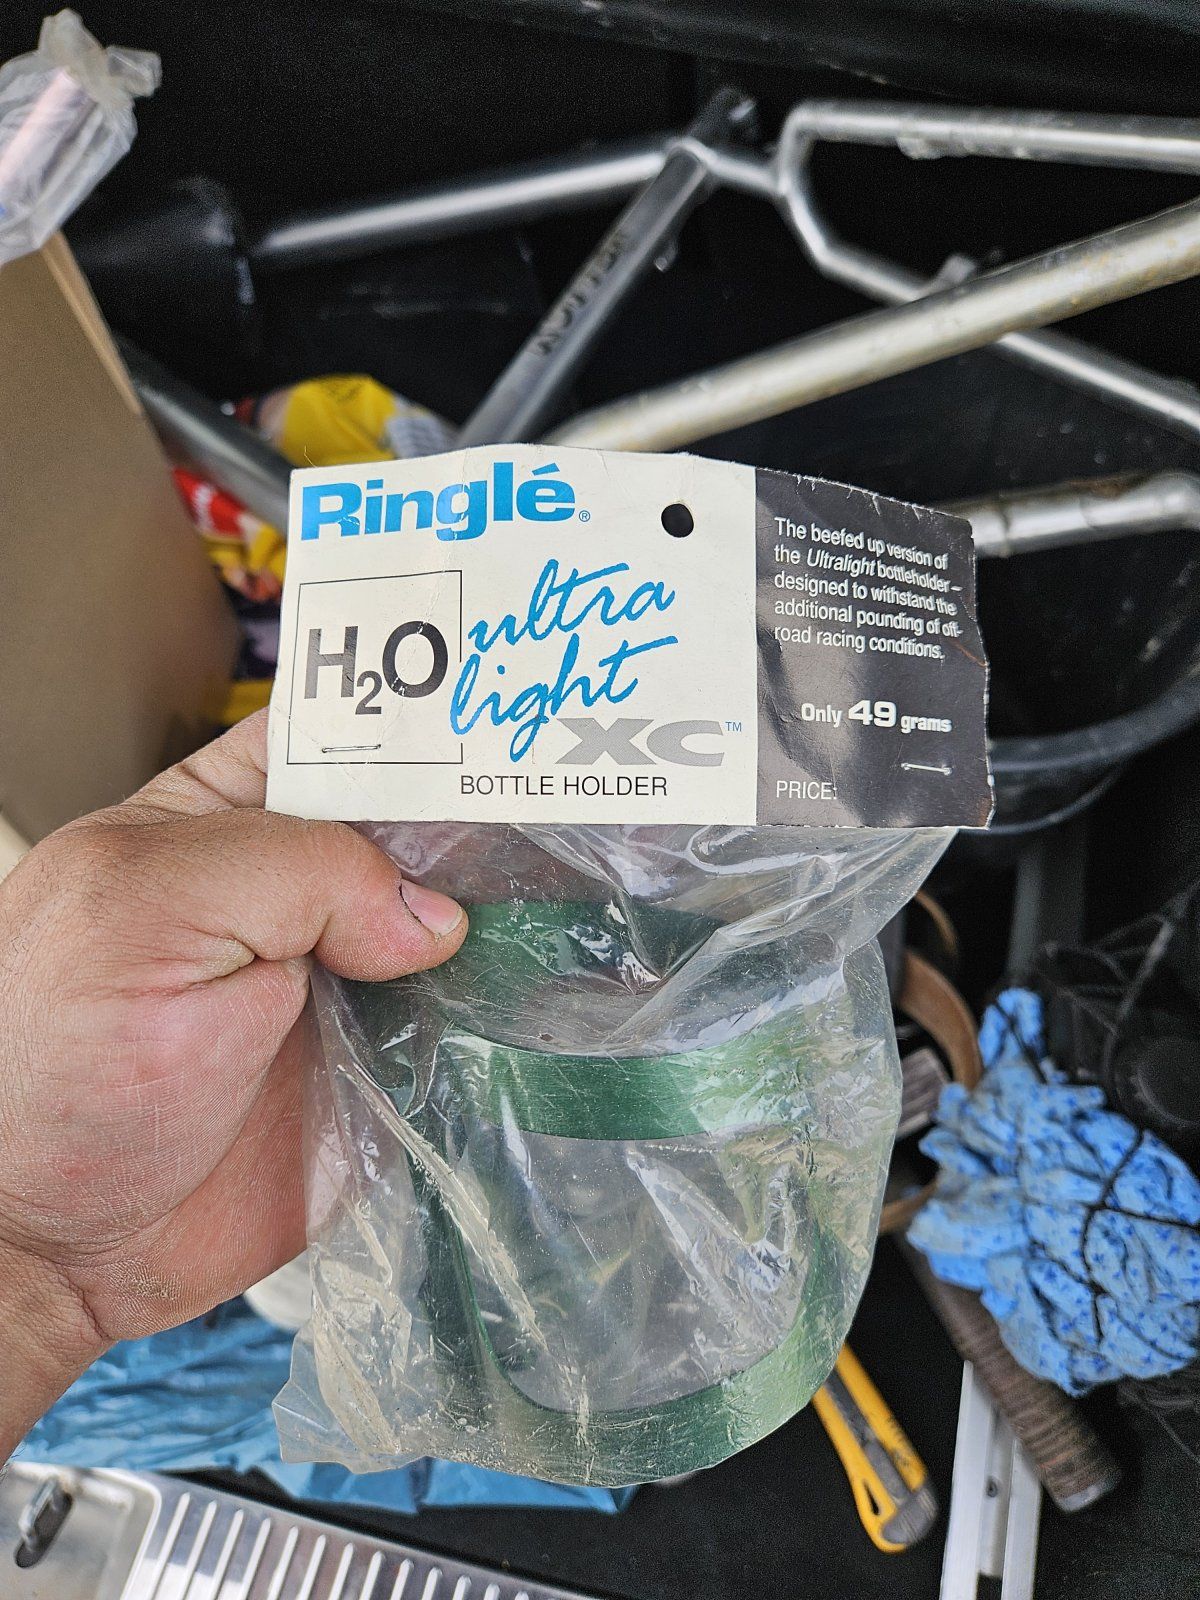 Ringlé®
H2O
ultra
light
XC™
BOTTLE HOLDER
The beefed up version of
the Ultralight bottleholder–
designed to withstand the
additional pounding of off-
road racing conditions.
Only 49 grams
PRICE: